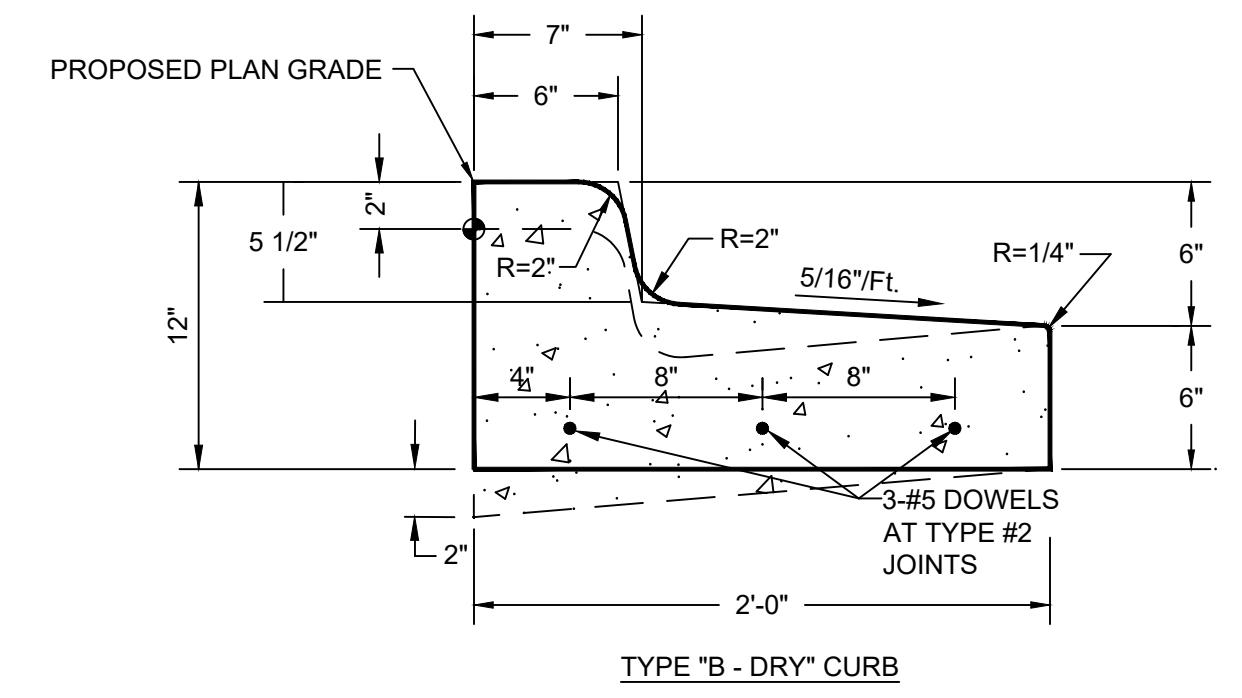 7"
PROPOSED PLAN GRADE
6"
2"
5 1/2"
R=2"
R=2"
5/16"/Ft.
R=1/4"
6"
12"
4"
8"
8"
6"
3-#5 DOWELS
AT TYPE #2
JOINTS
2"
2'-0"
TYPE "B - DRY" CURB